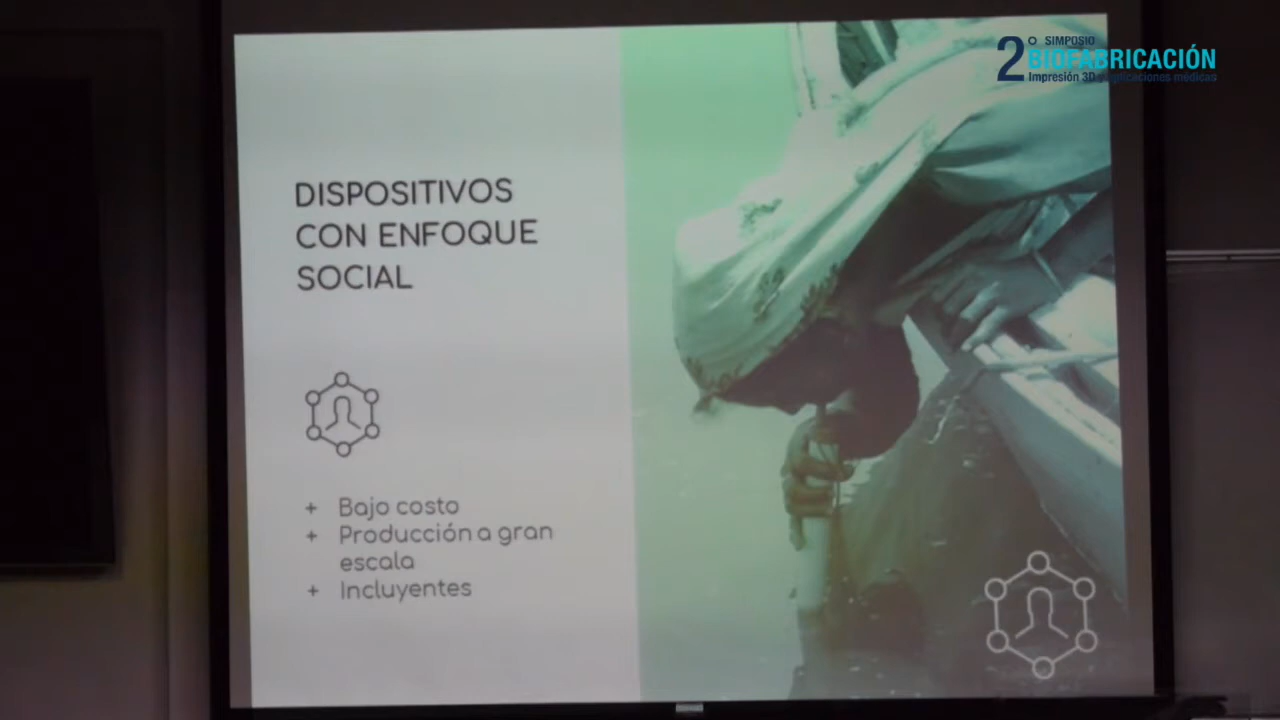 2° SIMPOSIO
BIOFABRICACIÓN
Impresión 3D y aplicaciones médicas
DISPOSITIVOS
CON ENFOQUE
SOCIAL
+ Bajo costo
+ Producción a gran
escala
+ Incluyentes